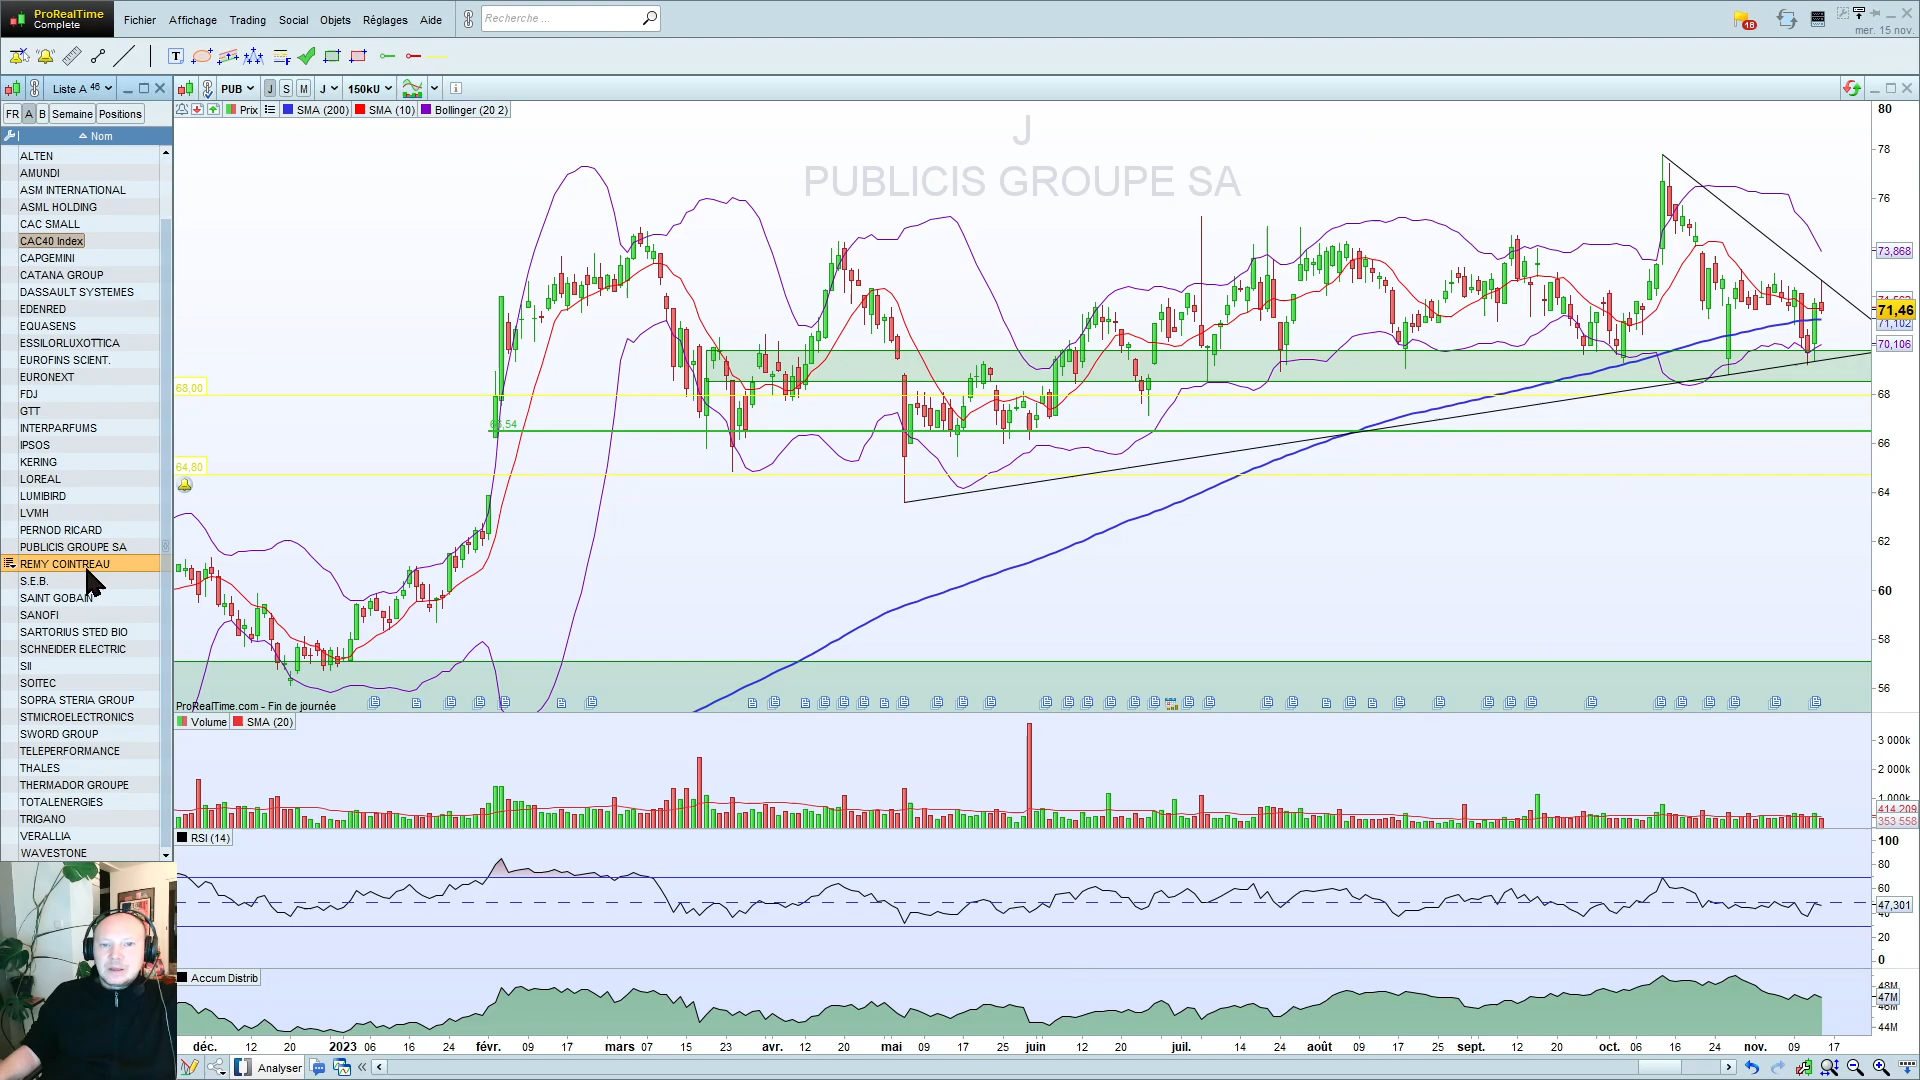 ProRealTime
Complete
Fichier Affichage Trading Social Objets Réglages Aide
Recherche ...
18
mer. 15 nov.
Liste A 46
PUB J S M J 150kU
FR A B Semaine Positions
Prix SMA (200) SMA (10) Bollinger (20 2)
Nom
ALTEN
AMUNDI
ASM INTERNATIONAL
ASML HOLDING
CAC SMALL
CAC40 Index
CAPGEMINI
CATANA GROUP
DASSAULT SYSTEMES
EDENRED
EQUASENS
ESSILORLUXOTTICA
EUROFINS SCIENT.
EURONEXT
FDJ
GTT
INTERPARFUMS
IPSOS
KERING
LOREAL
LUMIBIRD
LVMH
PERNOD RICARD
PUBLICIS GROUPE SA
REMY COINTREAU
S.E.B.
SAINT GOBAIN
SANOFI
SARTORIUS STED BIO
SCHNEIDER ELECTRIC
SII
SOITEC
SOPRA STERIA GROUP
STMICROELECTRONICS
SWORD GROUP
TELEPERFORMANCE
THALES
THERMADOR GROUPE
TOTALENERGIES
TRIGANO
VERALLIA
WAVESTONE
J
PUBLICIS GROUPE SA
80
78
76
73,868
71,46
71,102
70,106
68
66
64
62
60
58
56
68,00
64,80
ProRealTime.com - Fin de journée
Volume SMA (20)
3 000k
2 000k
1 000k
414 209
353 558
RSI (14)
100
80
60
47,301
40
20
0
Accum Distrib
48M
47M
46M
44M
déc. 12 20 2023 06 16 24 févr. 09 17 mars 07 15 24 avr. 12 20 mai 09 17 25 juin 12 20 juil. 14 24 août 09 17 25 sept. 12 20 oct. 06 16 24 nov. 09 17
Analyser